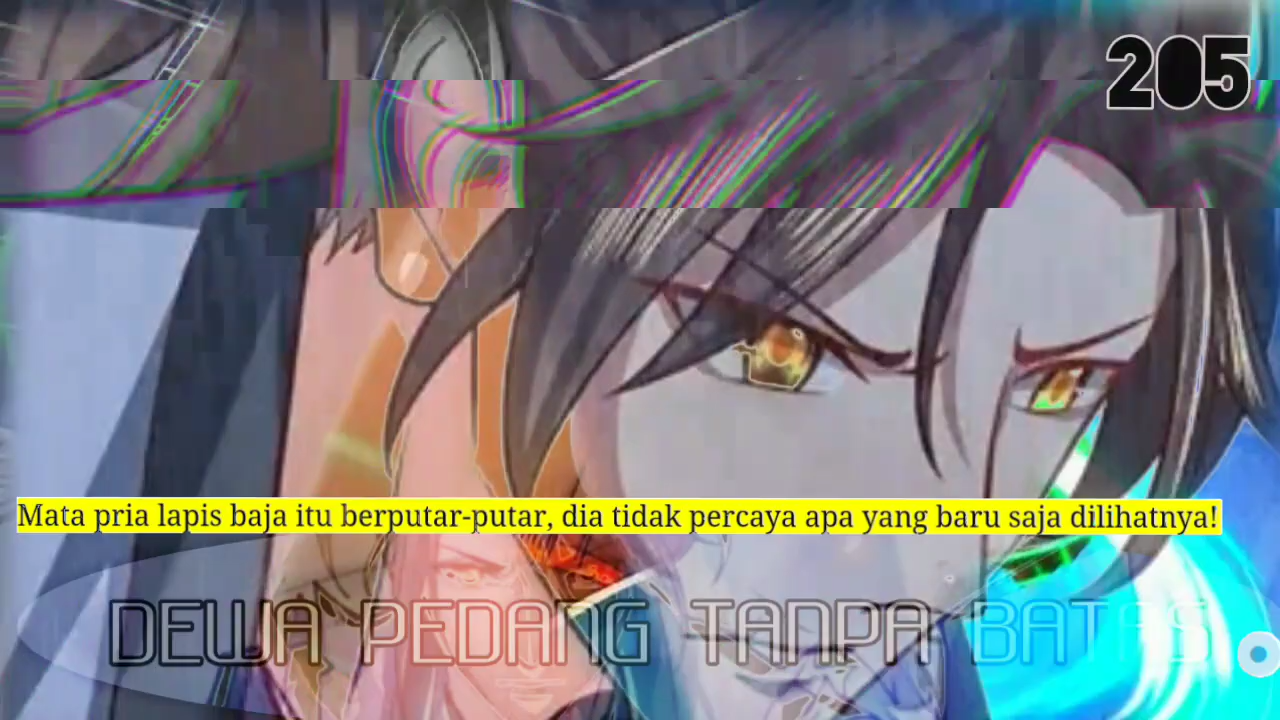 205
Mata pria lapis baja itu berputar-putar, dia tidak percaya apa yang baru saja dilihatnya!
DEWA PEDANG TANPA BATAS